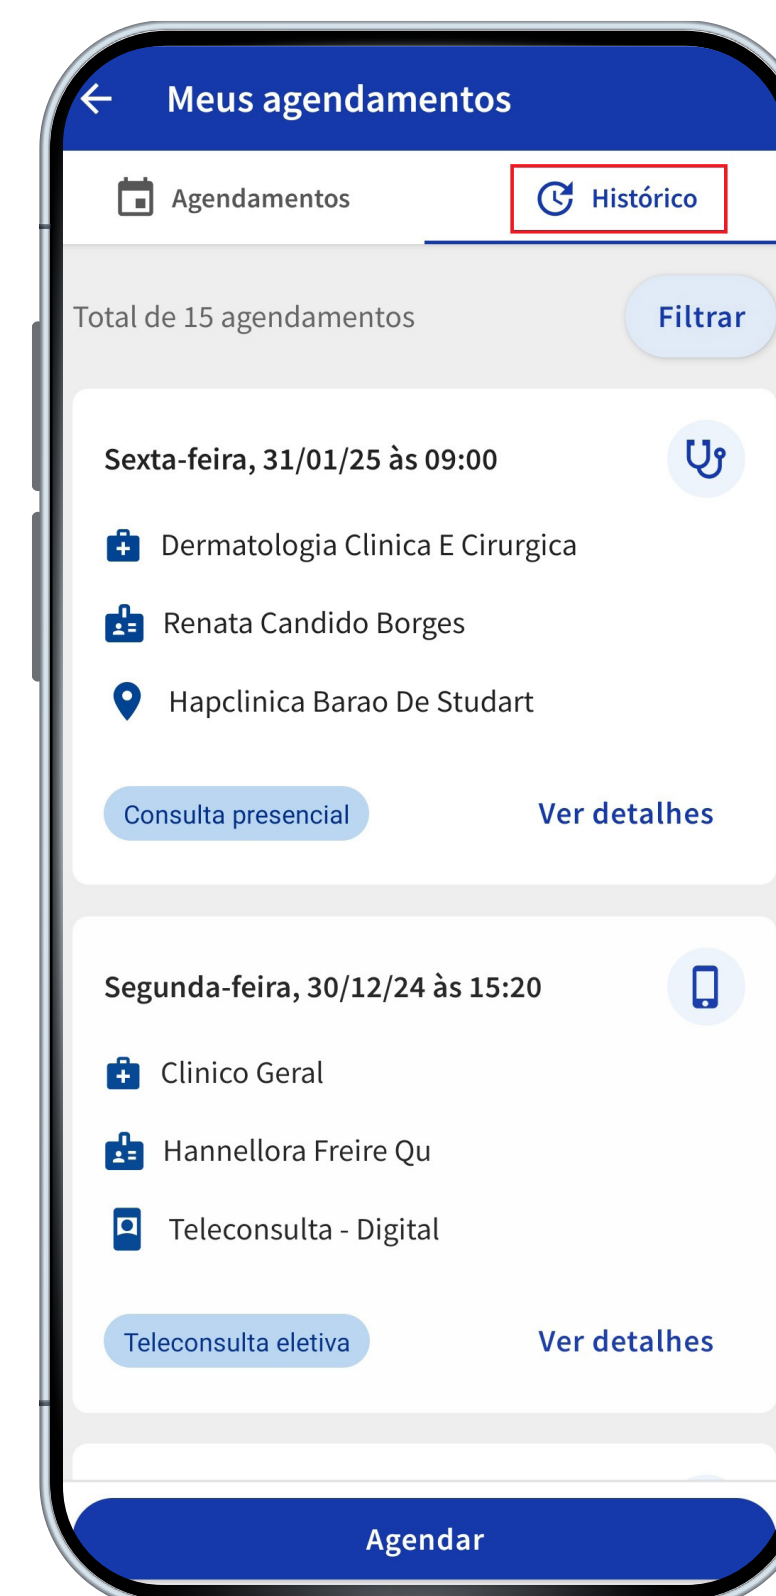 Meus agendamentos
Agendamentos
Histórico
Total de 15 agendamentos
Filtrar
Sexta-feira, 31/01/25 às 09:00
Dermatologia Clinica E Cirurgica
Renata Candido Borges
Hapclinica Barao De Studart
Consulta presencial
Ver detalhes
Segunda-feira, 30/12/24 às 15:20
Clinico Geral
Hannellora Freire Qu
Teleconsulta - Digital
Teleconsulta eletiva
Ver detalhes
Agendar